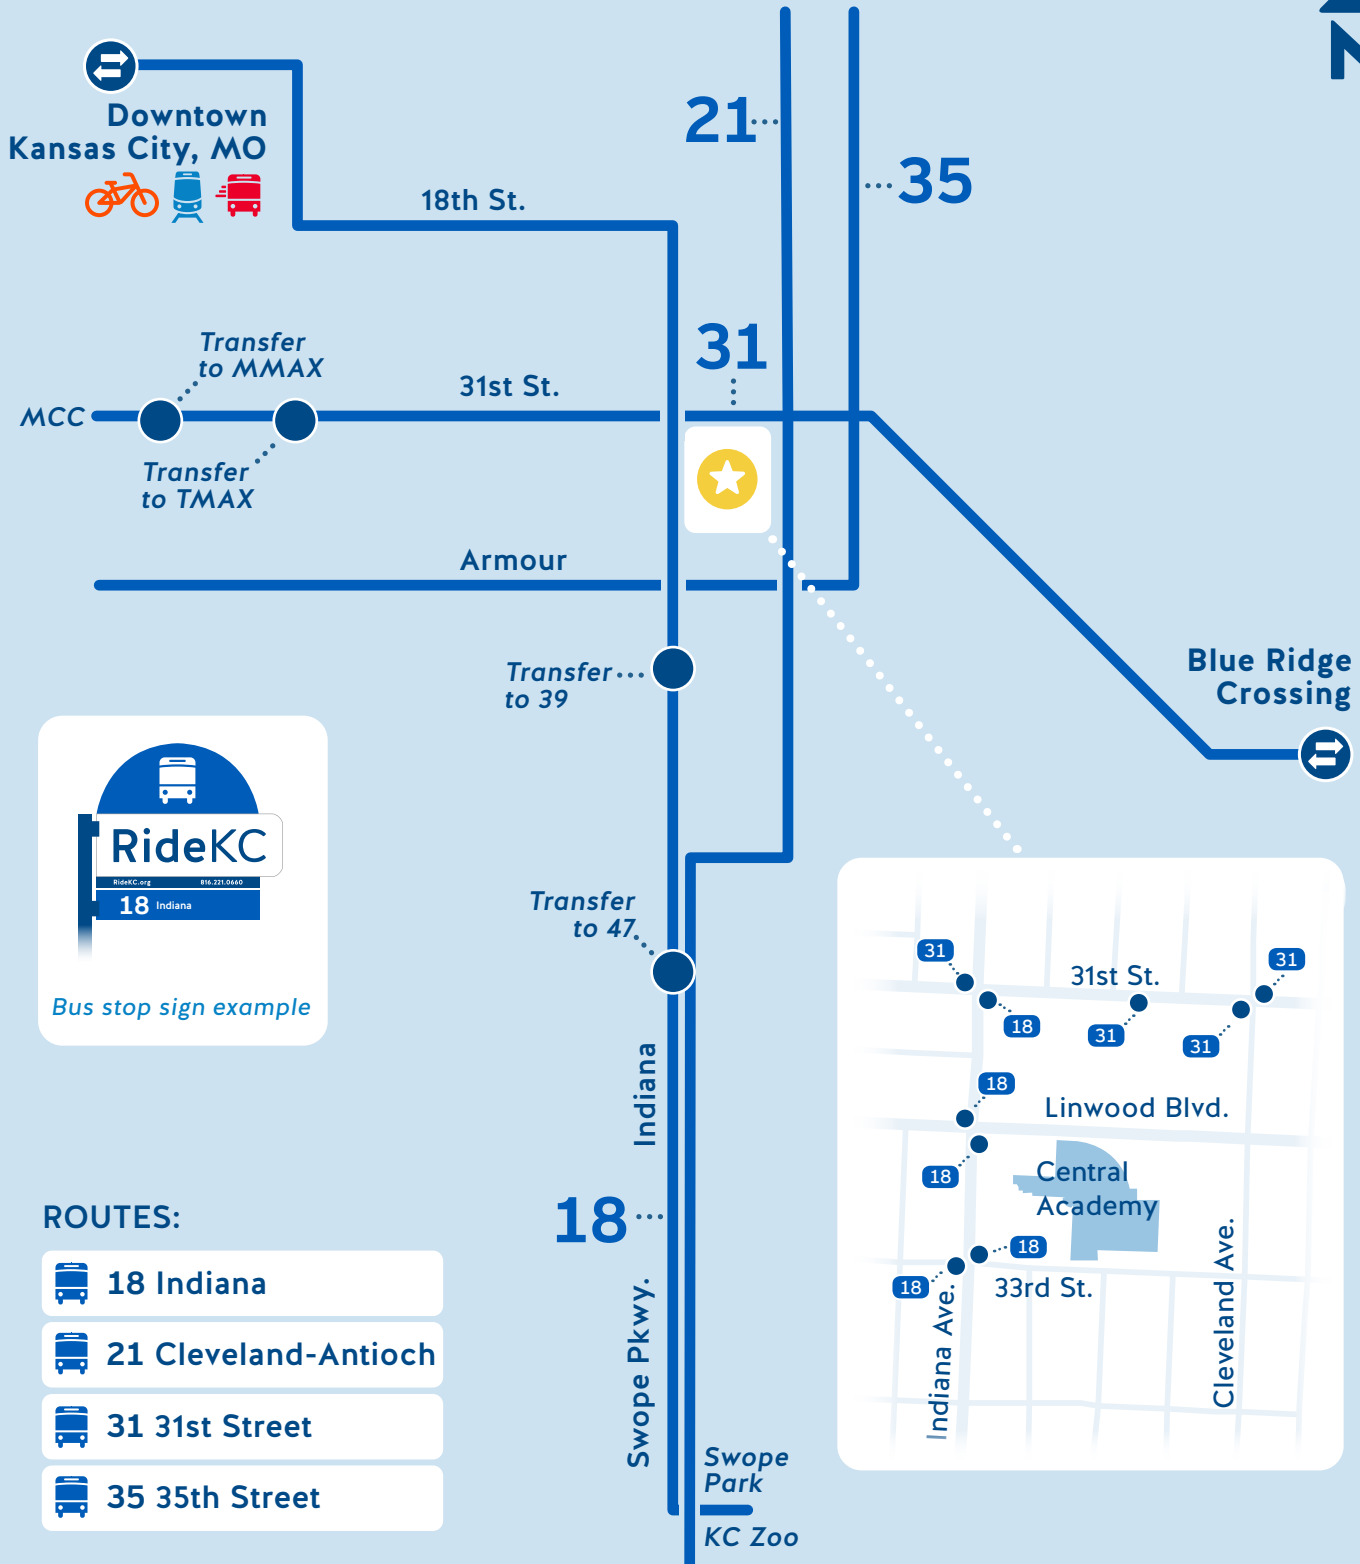 N
Downtown
Kansas City, MO
21
35
18th St.
31
Transfer
to MMAX
31st St.
MCC
Transfer
to TMAX
Armour
Transfer
to 39
Blue Ridge
Crossing
RideKC
RideKC.org 816.221.0660
18 Indiana
Bus stop sign example
Transfer
to 47
Indiana
18
Swope Pkwy.
Swope
Park
KC Zoo
ROUTES:
18 Indiana
21 Cleveland-Antioch
31 31st Street
35 35th Street
31
31st St.
31
18
31
31
18
Linwood Blvd.
18
Central
Academy
18
18
33rd St.
Indiana Ave.
Cleveland Ave.